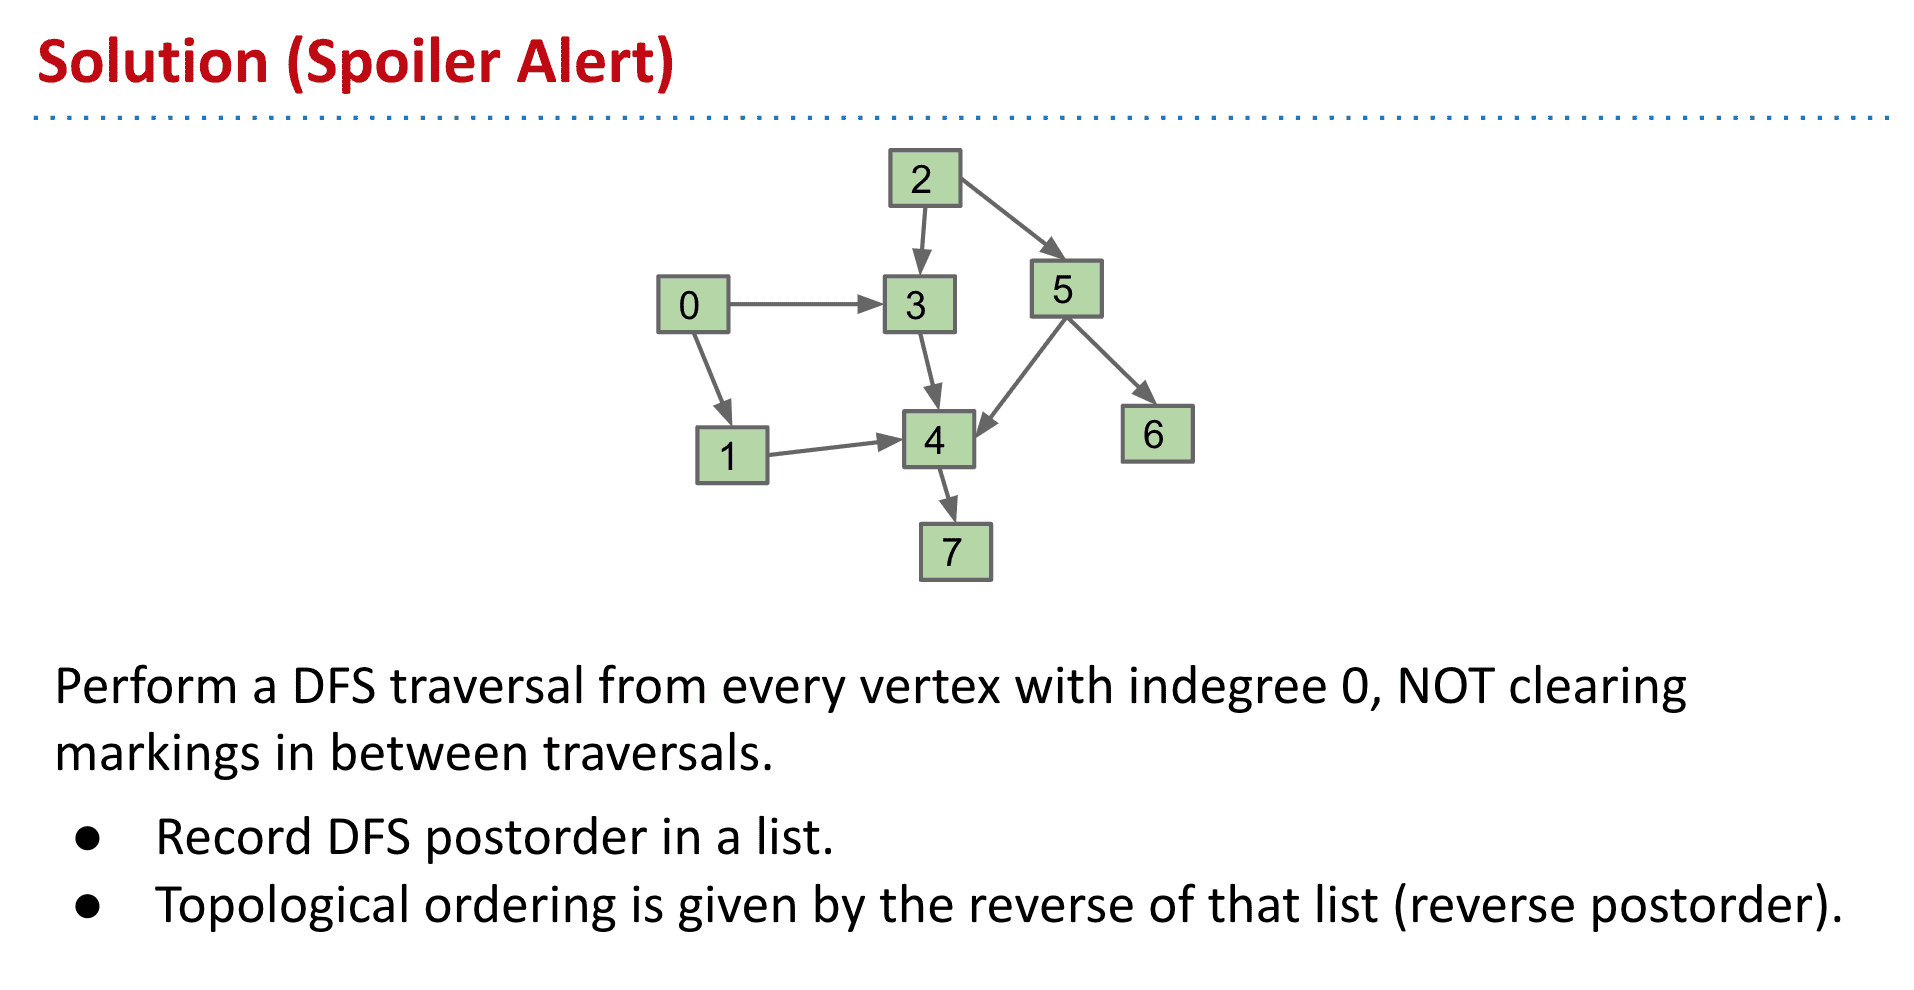 Solution (Spoiler Alert)
2
5
0
3
6
1
4
7
Perform a DFS traversal from every vertex with indegree 0, NOT clearing
markings in between traversals.
● Record DFS postorder in a list.
● Topological ordering is given by the reverse of that list (reverse postorder).